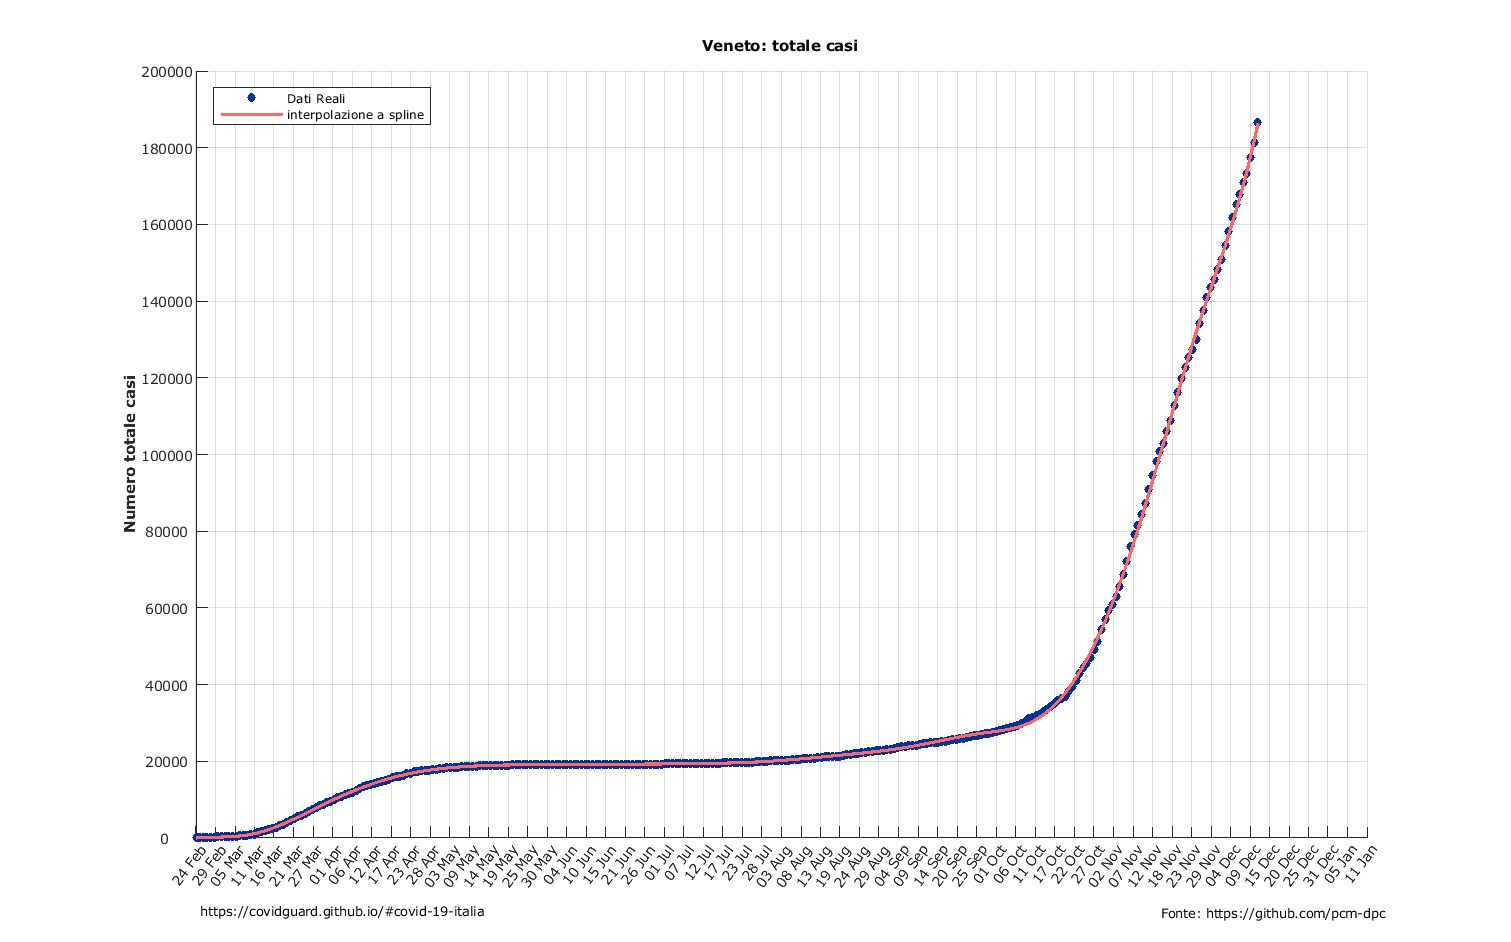 Veneto: totale casi
200000
180000
160000
140000
120000
100000
80000
60000
40000
20000
0
Numero totale casi
Dati Reali
interpolazione a spline
24 Feb
29 Feb
05 Mar
11 Mar
16 Mar
21 Mar
27 Mar
01 Apr
06 Apr
12 Apr
17 Apr
23 Apr
28 Apr
03 May
09 May
14 May
19 May
25 May
30 May
04 Jun
10 Jun
15 Jun
21 Jun
26 Jun
01 Jul
07 Jul
12 Jul
17 Jul
23 Jul
28 Jul
03 Aug
08 Aug
13 Aug
19 Aug
24 Aug
29 Aug
04 Sep
09 Sep
14 Sep
20 Sep
25 Sep
01 Oct
06 Oct
11 Oct
17 Oct
22 Oct
27 Oct
02 Nov
07 Nov
12 Nov
18 Nov
23 Nov
29 Nov
04 Dec
09 Dec
15 Dec
20 Dec
25 Dec
31 Dec
05 Jan
11 Jan
https://covidguard.github.io/#covid-19-italia
Fonte: https://github.com/pcm-dpc